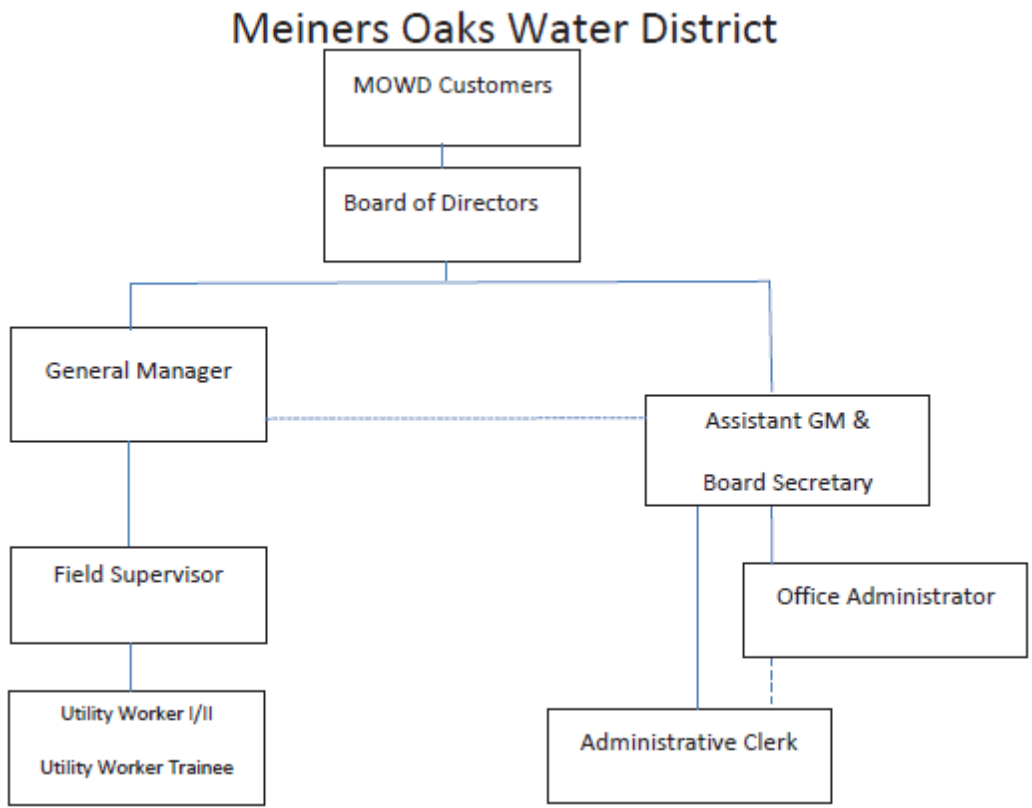 Meiners Oaks Water District
MOWD Customers
Board of Directors
General Manager
Assistant GM &
Board Secretary
Field Supervisor
Office Administrator
Utility Worker I/II
Utility Worker Trainee
Administrative Clerk